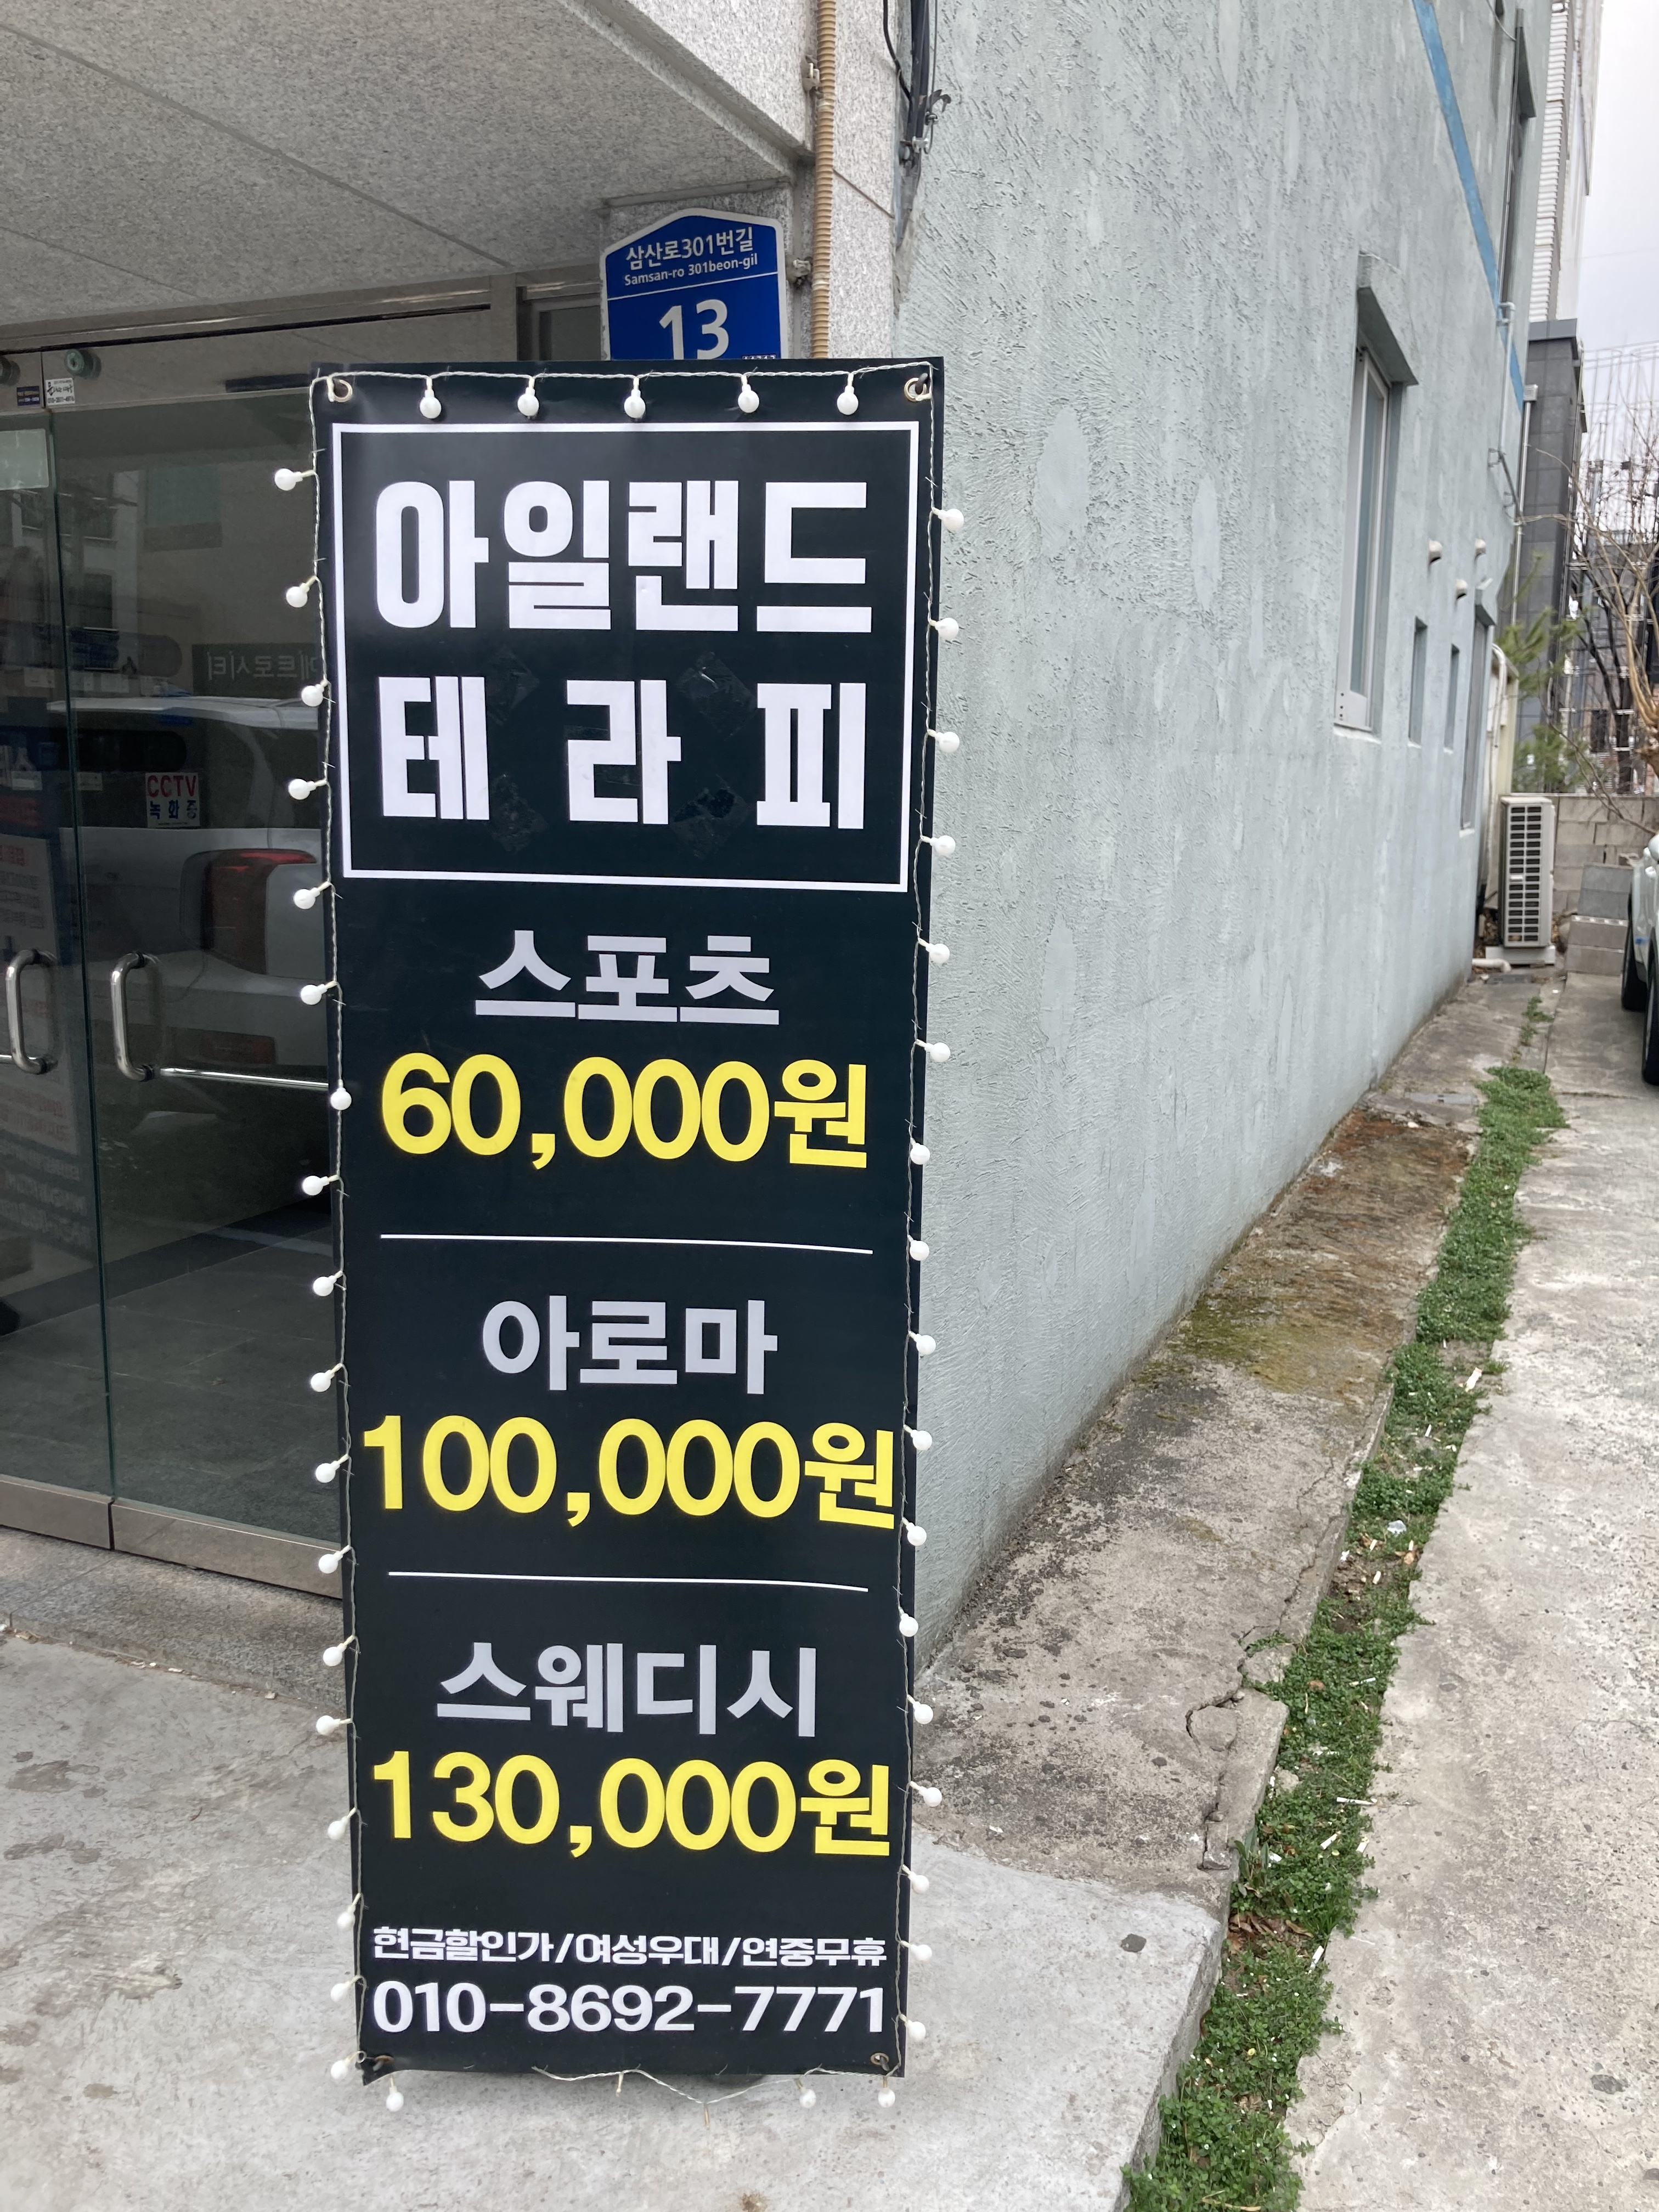 삼산로301번길
Samsan-ro 301beon-gil
13
아일랜드
테라피
스포츠
60,000원
아로마
100,000원
스웨디시
130,000원
현금할인가/여성우대/연중무휴
010-8692-7771
CCTV
녹화중